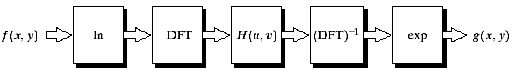 f(x, y) ln DFT H(u, v) (DFT)⁻¹ exp g(x, y)